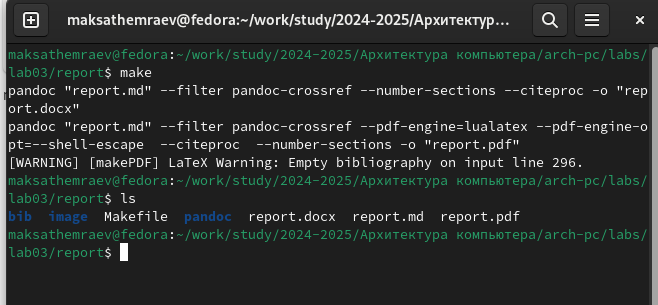 maksathemraev@fedora:~/work/study/2024-2025/Архитектур...
maksathemraev@fedora:~/work/study/2024-2025/Архитектура компьютера/arch-pc/labs/
lab03/report$ make
pandoc "report.md" --filter pandoc-crossref --number-sections --citeproc -o "rep
ort.docx"
pandoc "report.md" --filter pandoc-crossref --pdf-engine=lualatex --pdf-engine-o
pt=--shell-escape  --citeproc  --number-sections -o "report.pdf"
[WARNING] [makePDF] LaTeX Warning: Empty bibliography on input line 296.
maksathemraev@fedora:~/work/study/2024-2025/Архитектура компьютера/arch-pc/labs/
lab03/report$ ls
bib  image  Makefile  pandoc  report.docx  report.md  report.pdf
maksathemraev@fedora:~/work/study/2024-2025/Архитектура компьютера/arch-pc/labs/
lab03/report$